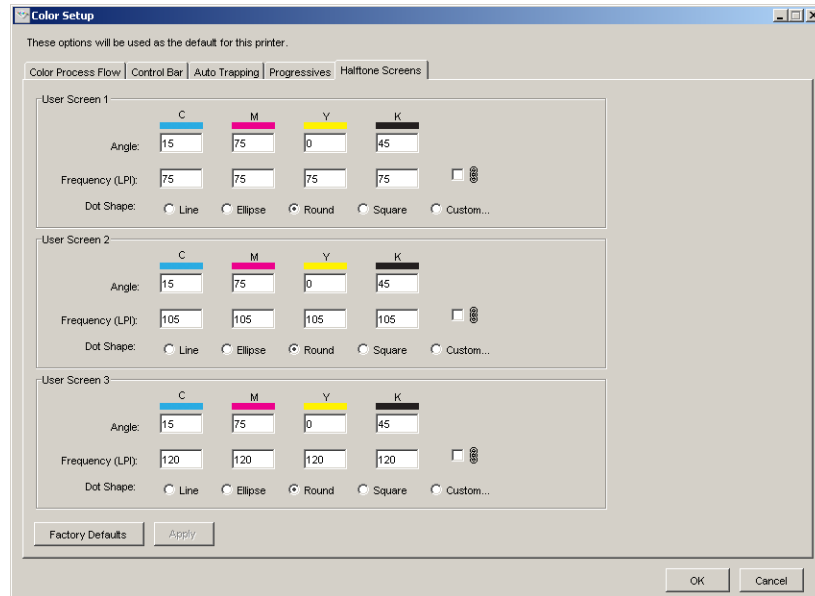 Color Setup
These options will be used as the default for this printer.
Color Process Flow Control Bar Auto Trapping Progressives Halftone Screens
User Screen 1
C M Y K
Angle: 15 75 0 45
Frequency (LPI): 75 75 75 75
Dot Shape: Line Ellipse Round Square Custom...
User Screen 2
C M Y K
Angle: 15 75 0 45
Frequency (LPI): 105 105 105 105
Dot Shape: Line Ellipse Round Square Custom...
User Screen 3
C M Y K
Angle: 15 75 0 45
Frequency (LPI): 120 120 120 120
Dot Shape: Line Ellipse Round Square Custom...
Factory Defaults Apply
OK Cancel